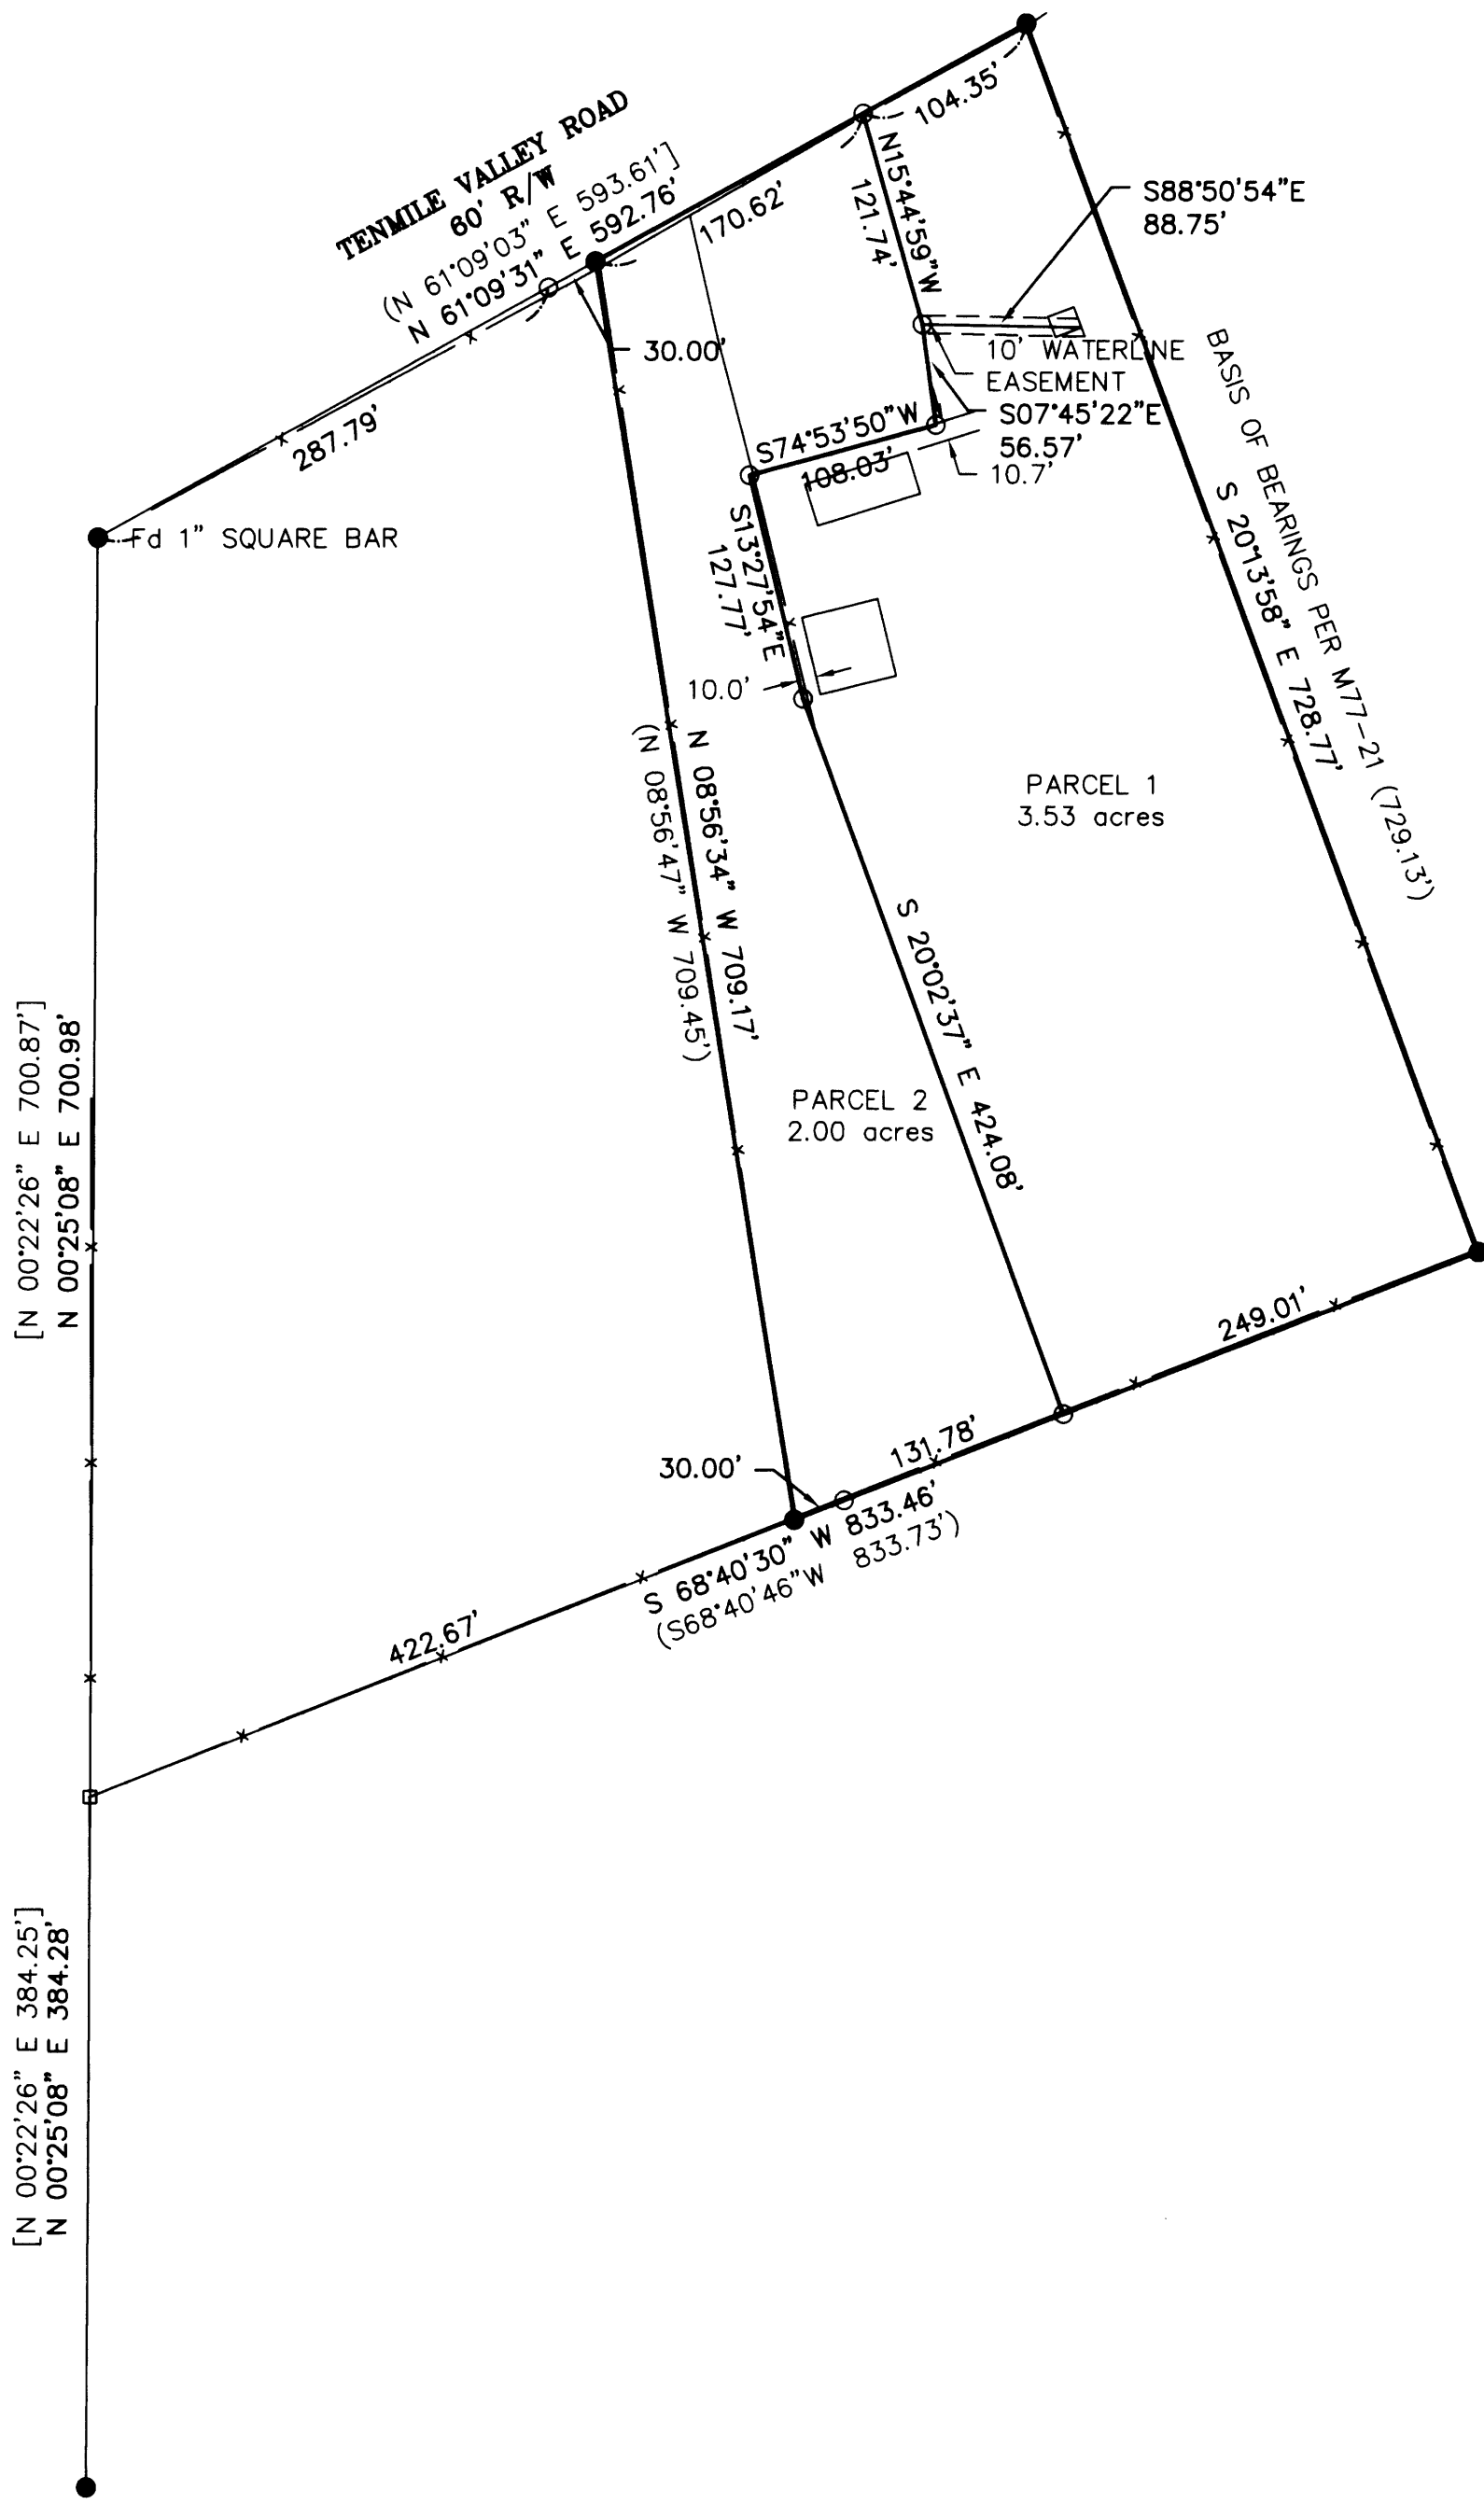 TENMILE VALLEY ROAD
60' R/W
(N 61°09'03" E 593.61']
N 61°09'31" E 592.76'
104.35'
170.62'
N15°44'59"W
121.74'
S88°50'54"E
88.75'
30.00'
10' WATERLINE
EASEMENT
S07°45'22"E
56.57'
10.7'
S74°53'50"W
108.03'
287.79'
Fd 1" SQUARE BAR
S13°27'54"E
127.77'
10.0'
BASIS OF BEARINGS PER M77-21 (729.13')
S 20°13'58" E 728.77'
N 08°56'34" W 709.17'
(N 08°56'47" W 709.45')
PARCEL 1
3.53 acres
S 20°02'37" E 424.08'
PARCEL 2
2.00 acres
[N 00°22'26" E 700.87']
N 00°25'08" E 700.98'
249.01'
131.78'
30.00'
S 68°40'30" W 833.46'
(S68°40'46"W 833.73')
422.67'
[N 00°22'26" E 384.25']
N 00°25'08" E 384.28'